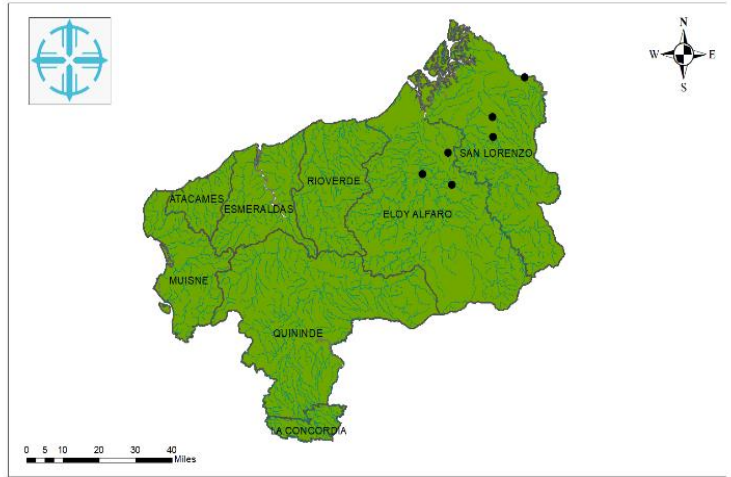 N
W E
S
SAN LORENZO
RIOVERDE
ATACAMES
ESMERALDAS
ELOY ALFARO
MUISNE
QUININDE
LA CONCORDIA
0 5 10 20 30 40
Miles